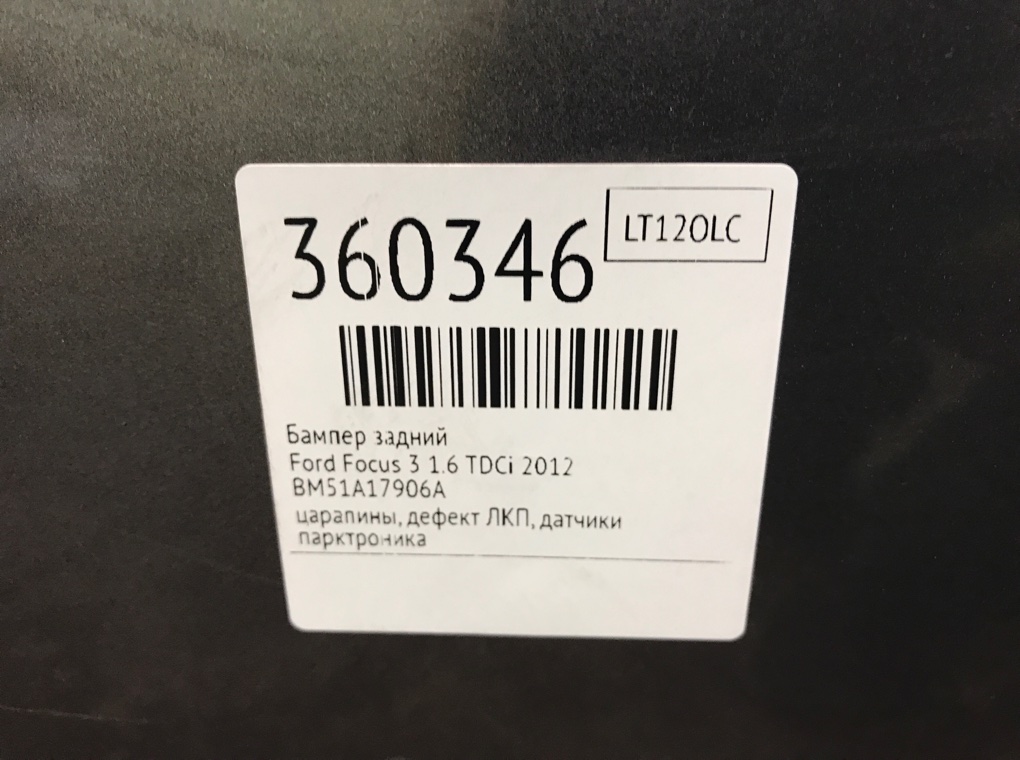 360346
LT120LC
Бампер задний
Ford Focus 3 1.6 TDCi 2012
BM51A17906A
царапины, дефект ЛКП, датчики
парктроника